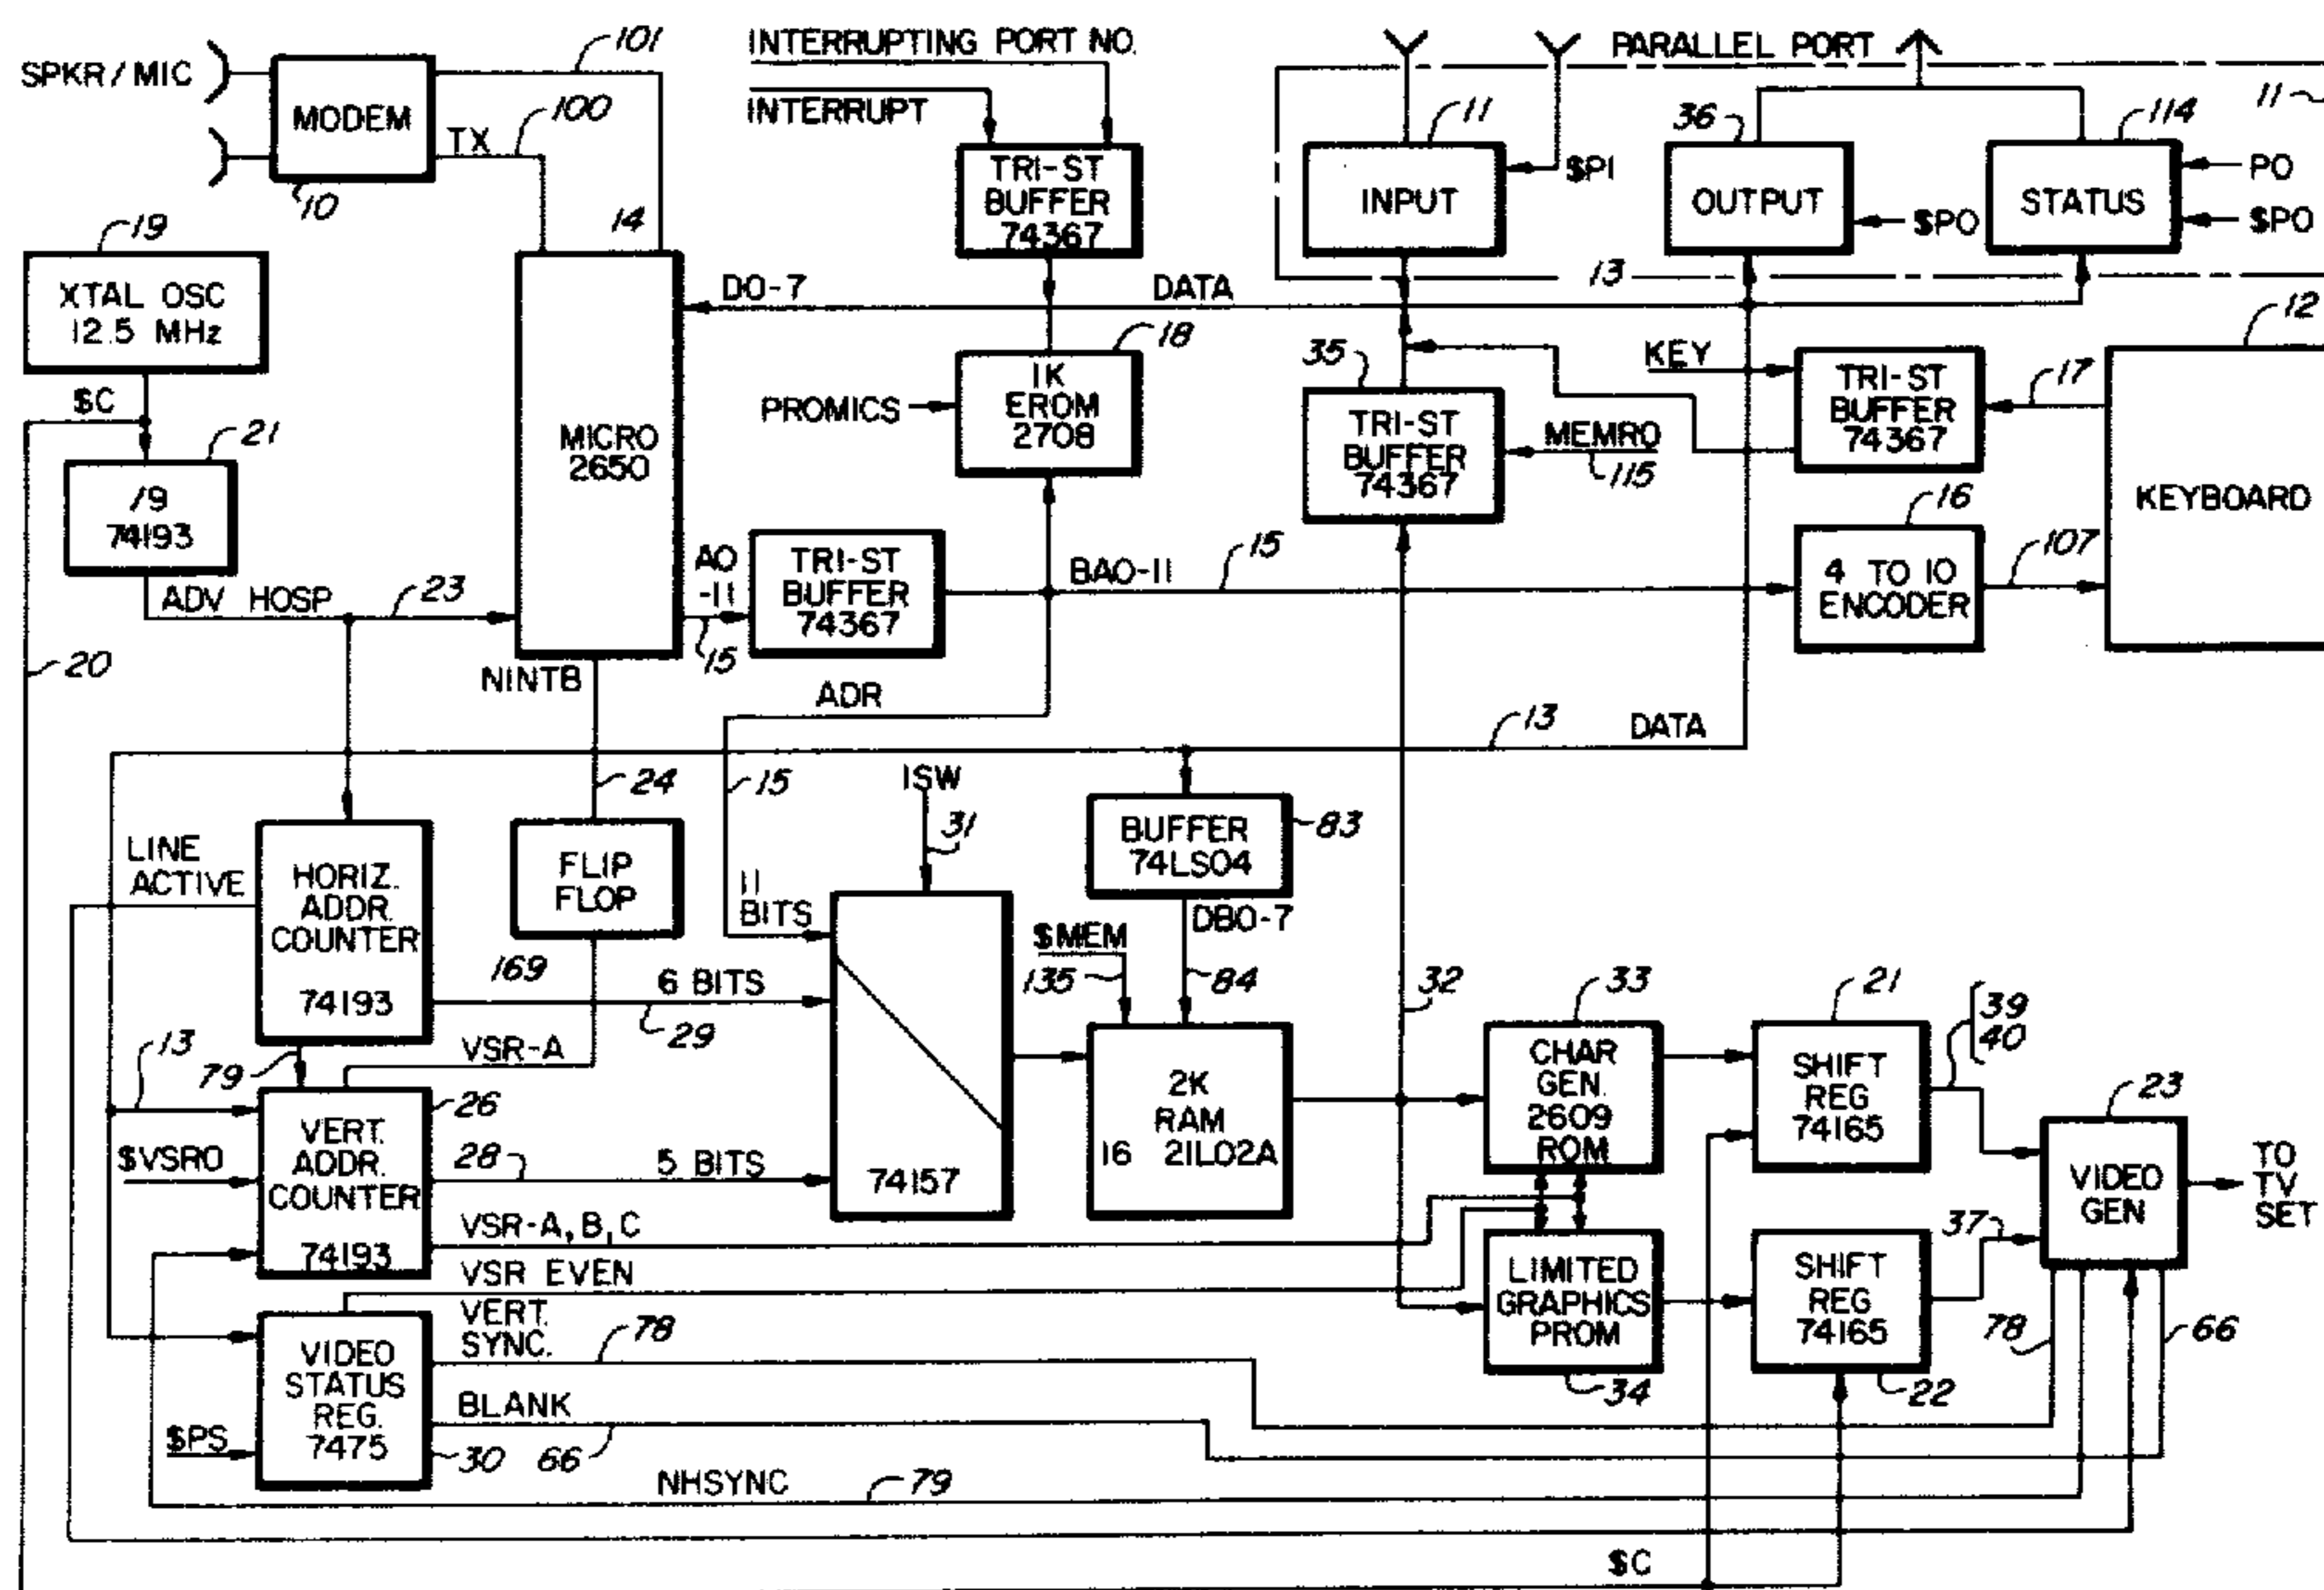 SPKR/MIC
MODEM
101
TX
100
10
INTERRUPTING PORT NO.
INTERRUPT
TRI-ST
BUFFER
74367
PARALLEL PORT
11
INPUT
$PI
36
OUTPUT
$PO
114
STATUS
PO
$PO
11
13
19
XTAL OSC
12.5 MHz
$C
21
/9
74193
ADV HOSP
23
20
14
MICRO
2650
D0-7
DATA
18
1K
EROM
2708
PROMICS
A0
-11
15
TRI-ST
BUFFER
74367
BA0-11
15
35
TRI-ST
BUFFER
74367
MEMRO
115
KEY
TRI-ST
BUFFER
74367
17
12
KEYBOARD
16
4 TO 10
ENCODER
107
NINTB
ADR
13
DATA
24
15
ISW
31
BUFFER
74LS04
83
DB0-7
84
LINE
ACTIVE
HORIZ.
ADDR.
COUNTER
74193
FLIP
FLOP
169
11
BITS
6 BITS
29
$MEM
135
32
13
79
VSR-A
VERT.
ADDR.
COUNTER
74193
26
$VSRO
28
5 BITS
74157
2K
RAM
16 21L02A
33
CHAR
GEN.
2609
ROM
21
SHIFT
REG
74165
39
40
23
VIDEO
GEN
TO
TV
SET
VSR-A, B, C
VSR EVEN
VERT.
SYNC.
78
LIMITED
GRAPHICS
PROM
34
SHIFT
REG
74165
22
37
78
66
VIDEO
STATUS
REG.
7475
30
$PS
BLANK
66
NHSYNC
79
$C